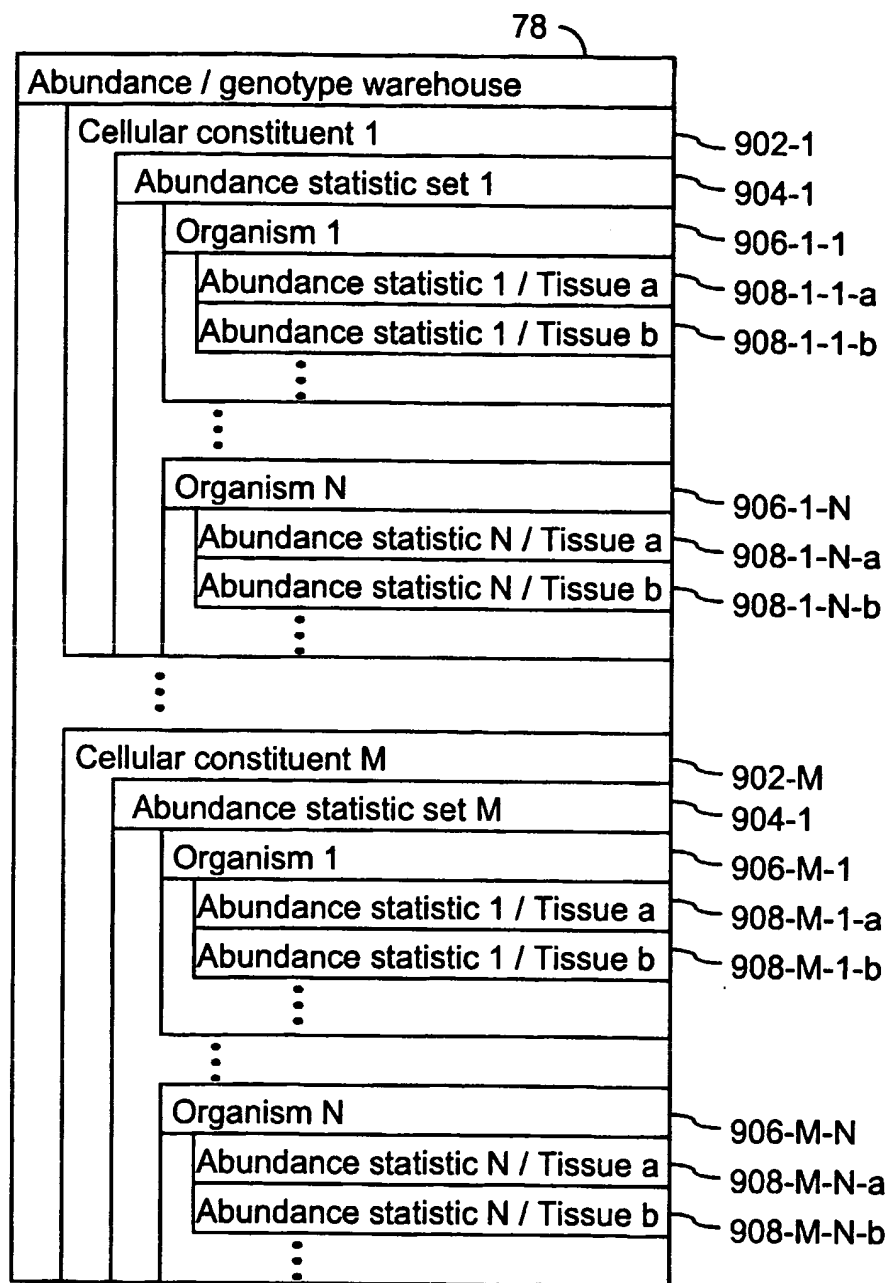 78
Abundance / genotype warehouse
Cellular constituent 1 902-1
Abundance statistic set 1 904-1
Organism 1 906-1-1
Abundance statistic 1 / Tissue a 908-1-1-a
Abundance statistic 1 / Tissue b 908-1-1-b
Organism N 906-1-N
Abundance statistic N / Tissue a 908-1-N-a
Abundance statistic N / Tissue b 908-1-N-b
Cellular constituent M 902-M
Abundance statistic set M 904-1
Organism 1 906-M-1
Abundance statistic 1 / Tissue a 908-M-1-a
Abundance statistic 1 / Tissue b 908-M-1-b
Organism N 906-M-N
Abundance statistic N / Tissue a 908-M-N-a
Abundance statistic N / Tissue b 908-M-N-b